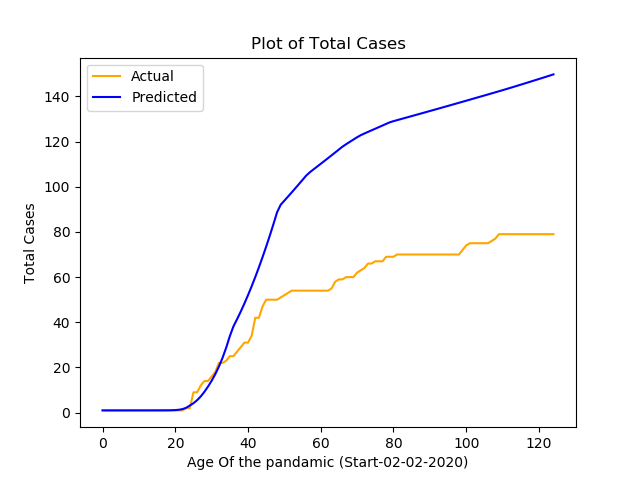 Plot of Total Cases
Actual
Predicted
140
120
100
80
60
40
20
0
Total Cases
0 20 40 60 80 100 120
Age Of the pandamic (Start-02-02-2020)